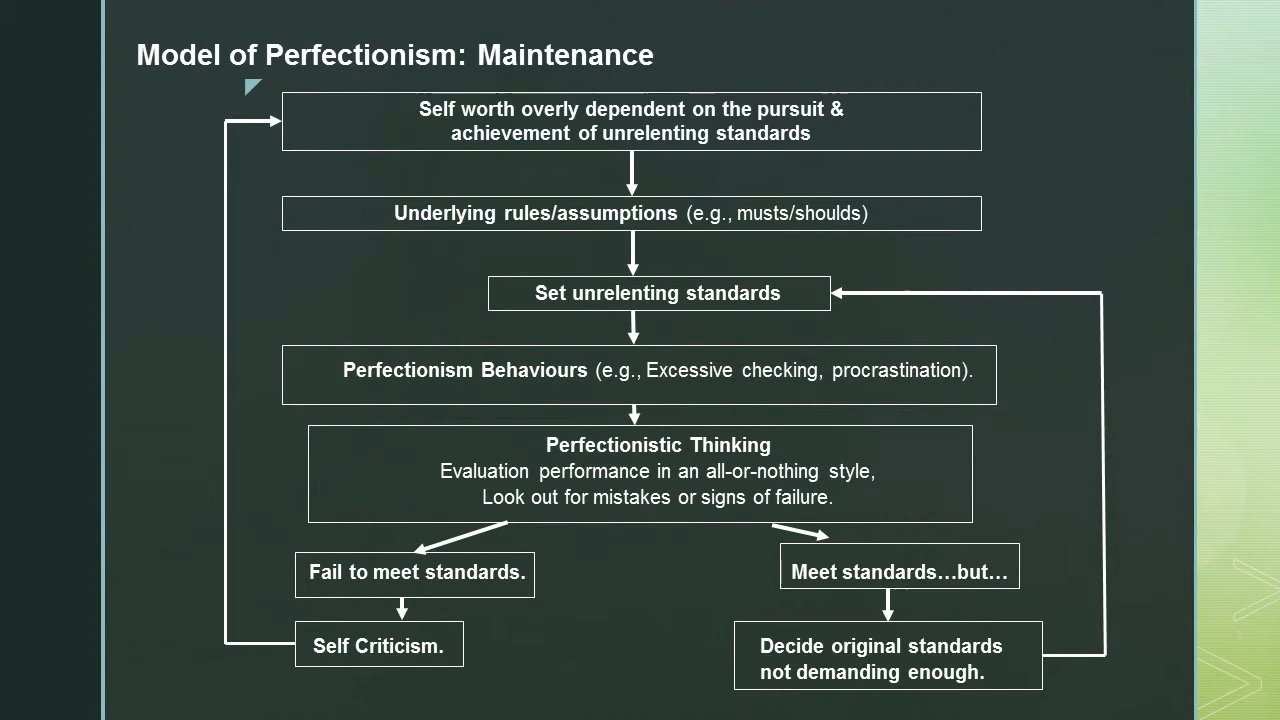 Model of Perfectionism: Maintenance
Self worth overly dependent on the pursuit &
achievement of unrelenting standards
Underlying rules/assumptions (e.g., musts/shoulds)
Set unrelenting standards
Perfectionism Behaviours (e.g., Excessive checking, procrastination).
Perfectionistic Thinking
Evaluation performance in an all-or-nothing style,
Look out for mistakes or signs of failure.
Fail to meet standards.
Meet standards…but…
Self Criticism.
Decide original standards
not demanding enough.